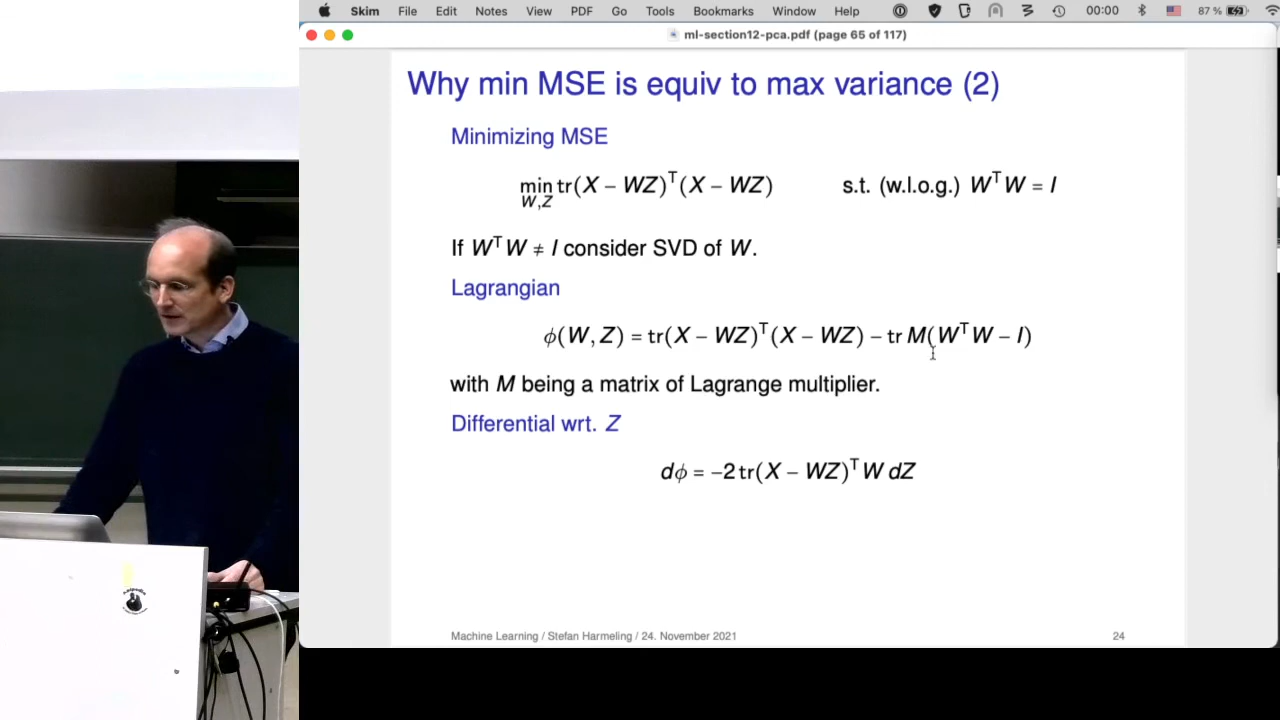 Skim File Edit Notes View PDF Go Tools Bookmarks Window Help 00:00 87 %
ml-section12-pca.pdf (page 65 of 117)
Why min MSE is equiv to max variance (2)
Minimizing MSE
min tr(X − WZ)ᵀ(X − WZ) s.t. (w.l.o.g.) WᵀW = I
W,Z
If WᵀW ≠ I consider SVD of W.
Lagrangian
ϕ(W, Z) = tr(X − WZ)ᵀ(X − WZ) − tr M(WᵀW − I)
with M being a matrix of Lagrange multiplier.
Differential wrt. Z
dϕ = −2 tr(X − WZ)ᵀW dZ
Machine Learning / Stefan Harmeling / 24. November 2021 24